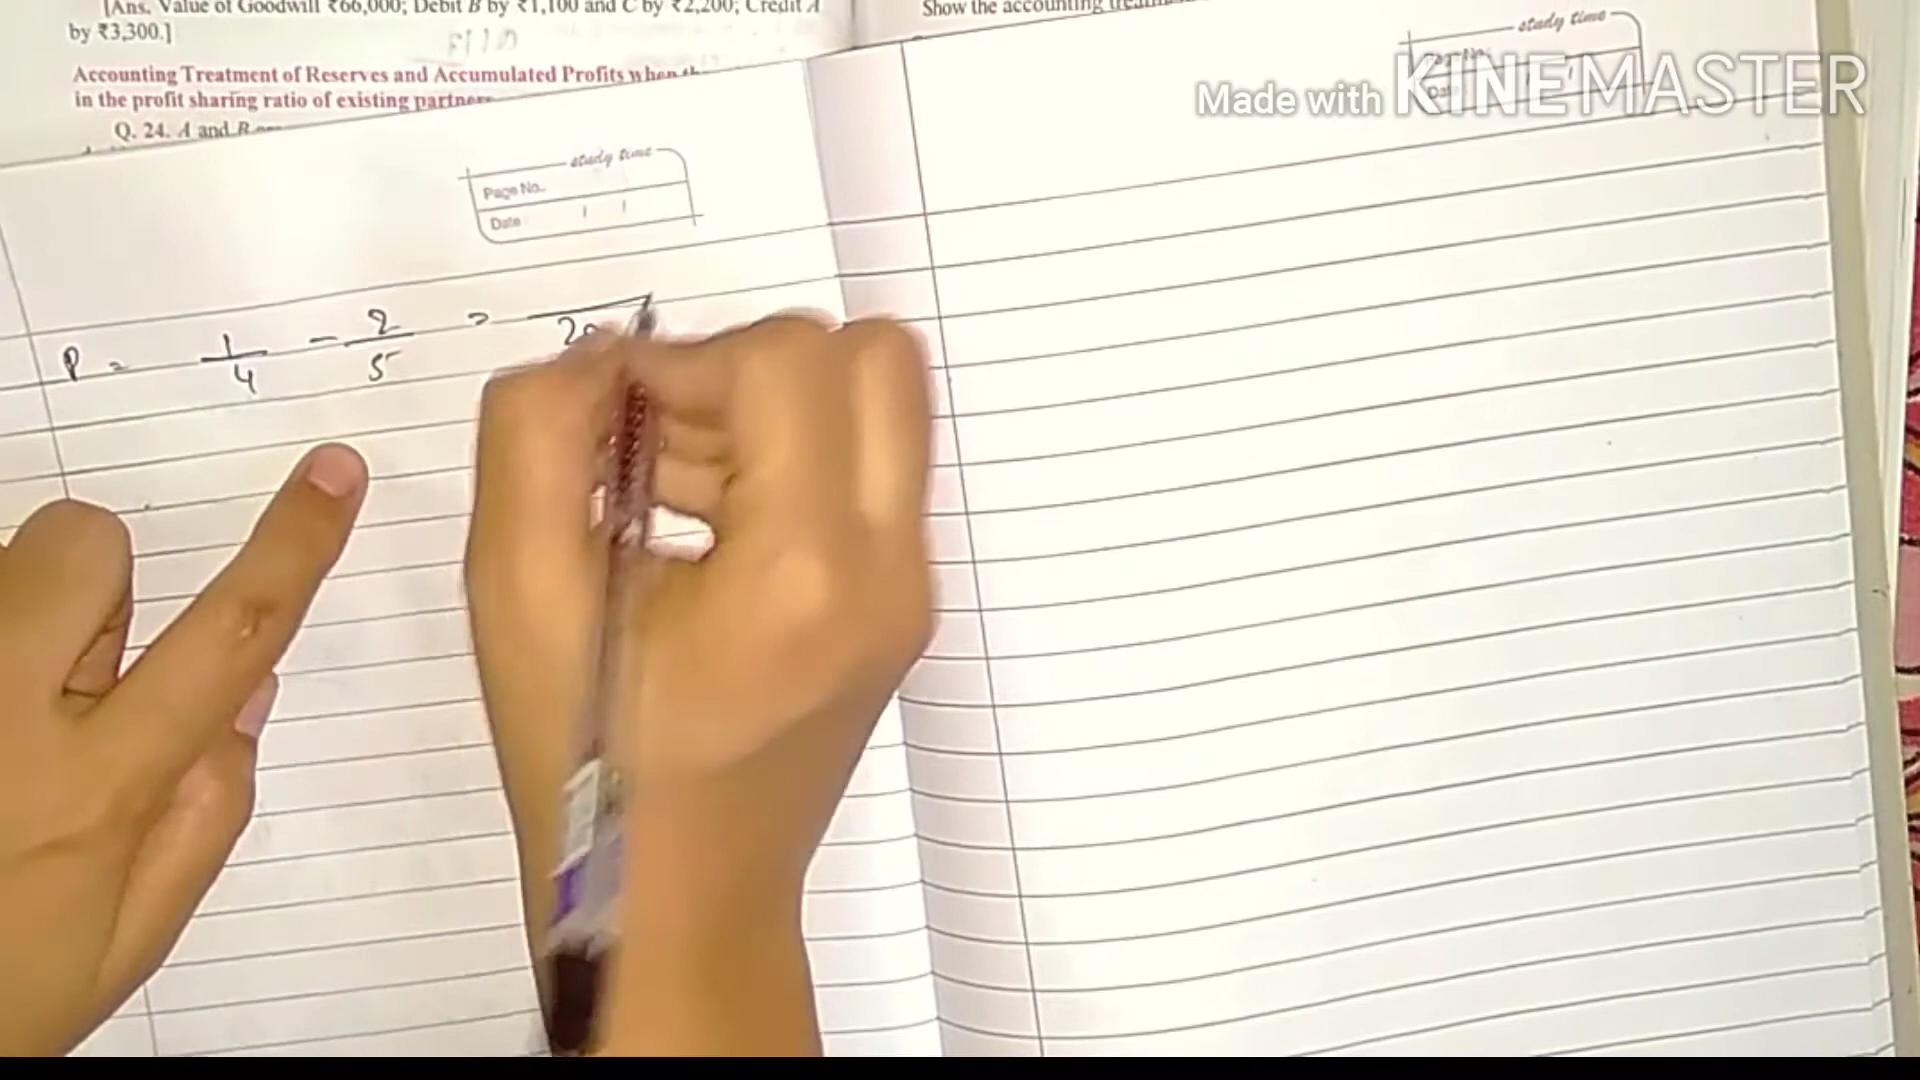 [Ans. Value of Goodwill ₹66,000; Debit B by ₹1,100 and C by ₹2,200; Credit A
by ₹3,300.]
Accounting Treatment of Reserves and Accumulated Profits when
in the profit sharing ratio of existing
Q. 24. A and B
Show the accounting
study time
Made with KINEMASTER
study time
Page No.
Date
P = 1/4 - 2/5 =